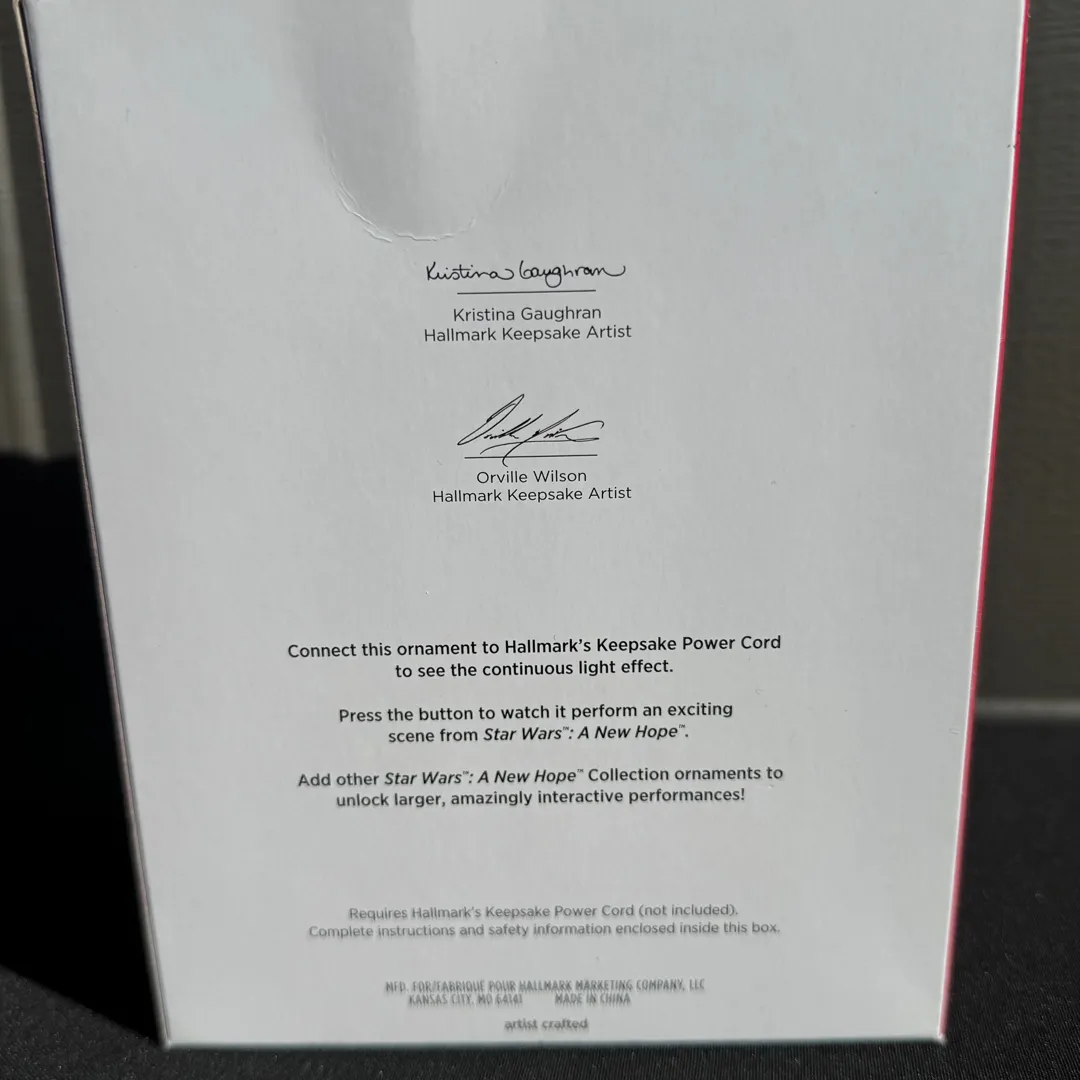 Kristina Gaughran
Kristina Gaughran
Hallmark Keepsake Artist
Orville Wilson
Orville Wilson
Hallmark Keepsake Artist
Connect this ornament to Hallmark's Keepsake Power Cord
to see the continuous light effect.
Press the button to watch it perform an exciting
scene from Star Wars™: A New Hope™.
Add other Star Wars™: A New Hope™ Collection ornaments to
unlock larger, amazingly interactive performances!
Requires Hallmark's Keepsake Power Cord (not included).
Complete instructions and safety information enclosed inside this box.
MFD. FOR/FABRIQUÉ POUR HALLMARK MARKETING COMPANY, LLC
KANSAS CITY, MO 64141 MADE IN CHINA
artist crafted